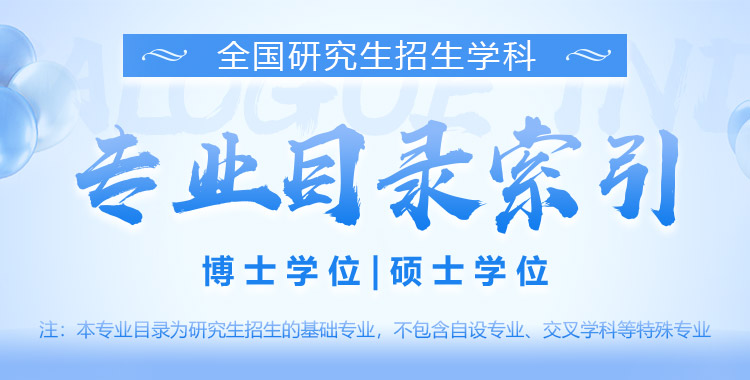 全国研究生招生学科
专业目录索引
博士学位|硕士学位
注：本专业目录为研究生招生的基础专业，不包含自设专业、交叉学科等特殊专业